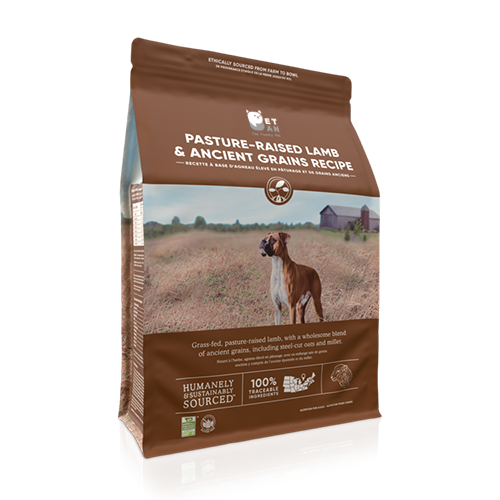 ETHICALLY SOURCED FROM FARM TO BOWL
PET
PASTURE-RAISED LAMB
& ANCIENT GRAINS RECIPE
RECETTE À BASE D'AGNEAU ÉLEVÉ EN PÂTURAGE ET DE GRAINS ANCIENS
Grass-fed, pasture-raised lamb, with a wholesome blend
of ancient grains, including steel-cut oats and millet.
HUMANELY
& SUSTAINABLY
SOURCED™
100%
TRACEABLE
INGREDIENTS